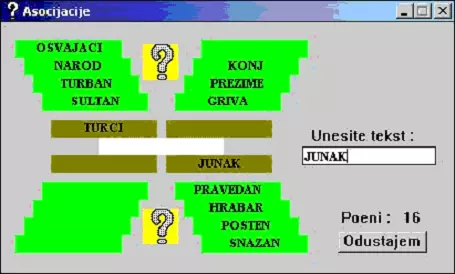 ? Asocijacije
OSVAJACI
NAROD
TURBAN
SULTAN
?
KONJ
PREZIME
GRIVA
TURCI
JUNAK
PRAVEDAN
HRABAR
POSTEN
SNAZAN
?
Unesite tekst :
JUNAK
Poeni : 16
Odustajem